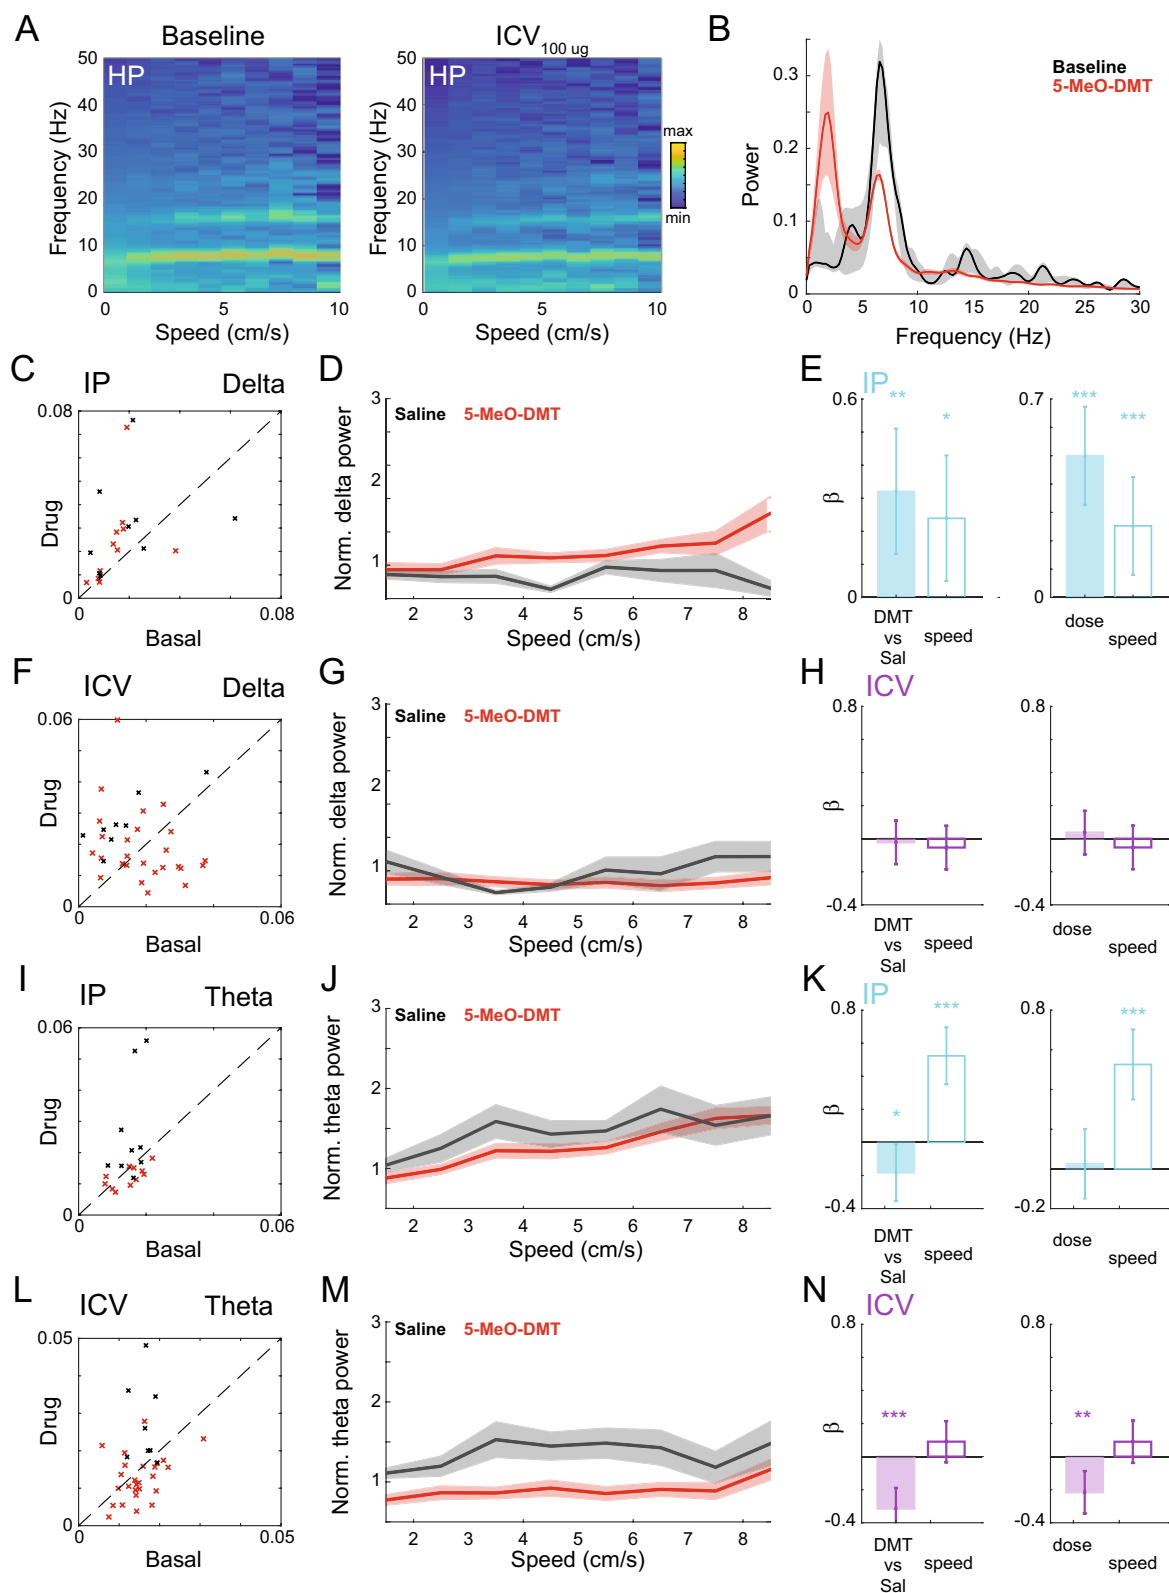 A
Baseline
ICV100 ug
B
HP
HP
Frequency (Hz)
50
40
30
20
10
0
0
5
10
Speed (cm/s)
Frequency (Hz)
50
40
30
20
10
0
0
5
10
Speed (cm/s)
max
min
Power
0.3
0.1
0
0
5
10
15
20
25
30
Frequency (Hz)
Baseline
5-MeO-DMT
C
IP
Delta
0.08
Drug
0
0.08
Basal
D
3
2
1
Norm. delta power
Saline
5-MeO-DMT
2
3
4
5
6
7
8
Speed (cm/s)
E
IP
0.6
β
0
**
*
DMT
vs
Sal
speed
0.7
0
***
***
dose
speed
F
ICV
Delta
0.06
Drug
0
0
0.06
Basal
G
3
2
1
Norm. delta power
Saline
5-MeO-DMT
2
3
4
5
6
7
8
Speed (cm/s)
H
ICV
0.8
β
-0.4
DMT
vs
Sal
speed
0.8
-0.4
dose
speed
I
IP
Theta
0.06
Drug
0
0
0.06
Basal
J
3
2
1
Norm. theta power
Saline
5-MeO-DMT
2
3
4
5
6
7
8
Speed (cm/s)
K
IP
0.8
β
-0.4
*
***
DMT
vs
Sal
speed
0.8
-0.2
***
dose
speed
L
ICV
Theta
0.05
Drug
0
0
0.05
Basal
M
3
2
1
Norm. theta power
Saline
5-MeO-DMT
2
3
4
5
6
7
8
Speed (cm/s)
N
ICV
0.8
β
-0.4
***
DMT
vs
Sal
speed
0.8
-0.4
**
dose
speed